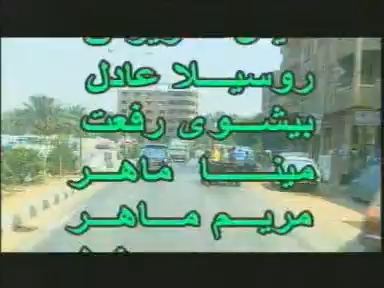 روسيلا عادل
بيشوى رفعت
مينا ماهر
مريم ماهر